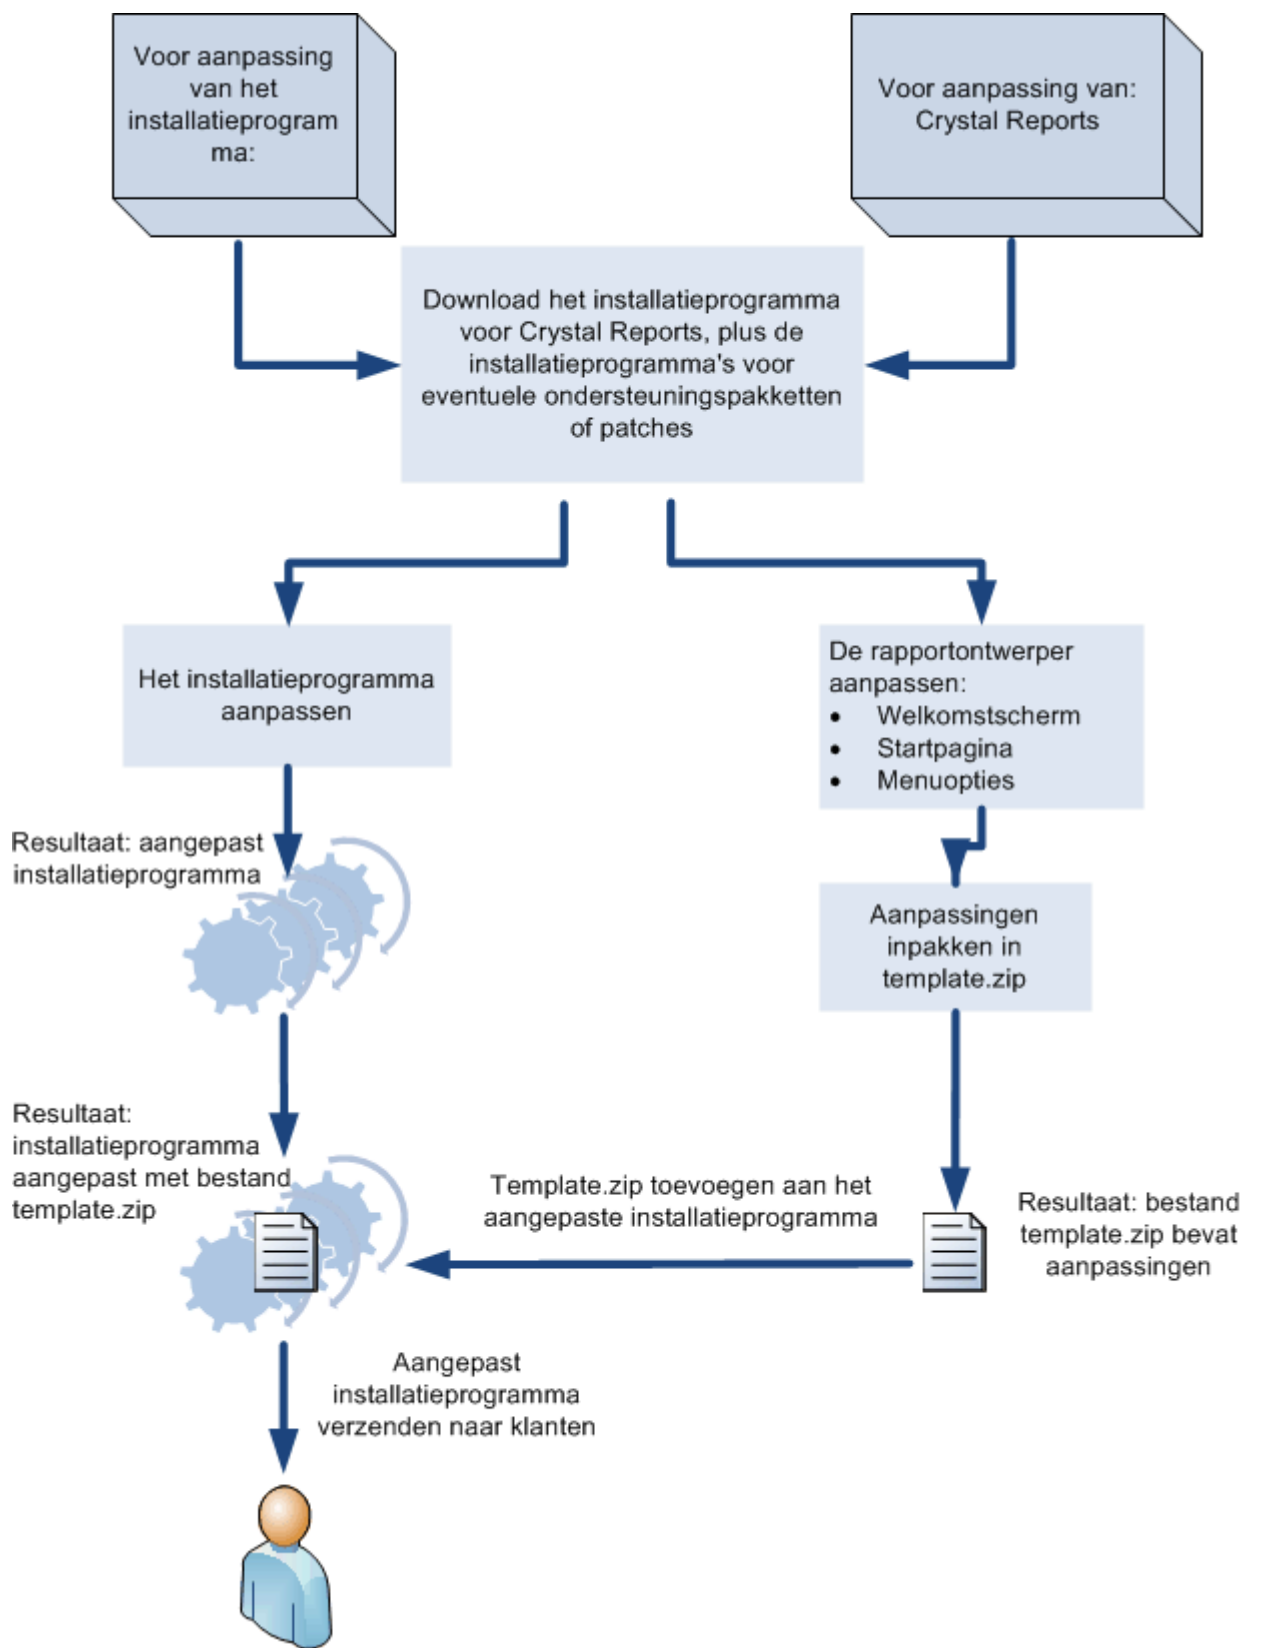 Voor aanpassing
van het
installatieprogram
ma:
Voor aanpassing van:
Crystal Reports
Download het installatieprogramma
voor Crystal Reports, plus de
installatieprogramma's voor
eventuele ondersteuningspakketten
of patches
Het installatieprogramma
aanpassen
De rapportontwerper
aanpassen:
• Welkomstscherm
• Startpagina
• Menuopties
Resultaat: aangepast
installatieprogramma
Aanpassingen
inpakken in
template.zip
Resultaat:
installatieprogramma
aangepast met bestand
template.zip
Template.zip toevoegen aan het
aangepaste installatieprogramma
Resultaat: bestand
template.zip bevat
aanpassingen
Aangepast
installatieprogramma
verzenden naar klanten